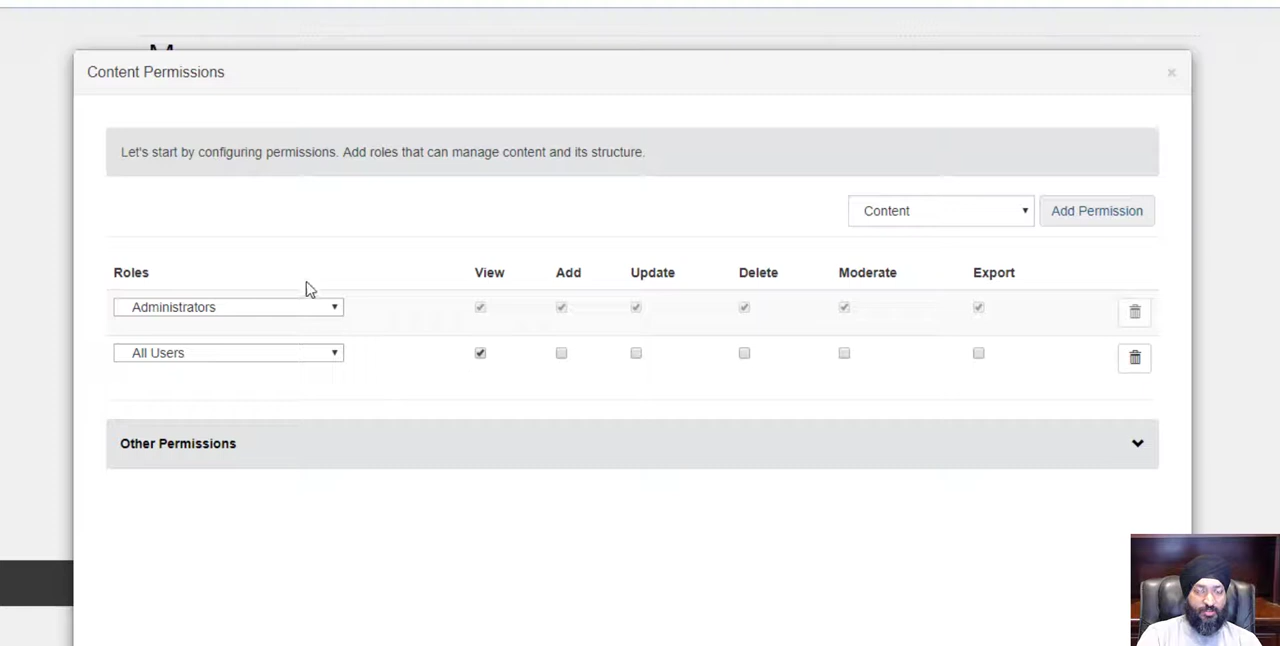 Content Permissions
Let's start by configuring permissions. Add roles that can manage content and its structure.
Content Add Permission
Roles View Add Update Delete Moderate Export
Administrators
All Users
Other Permissions